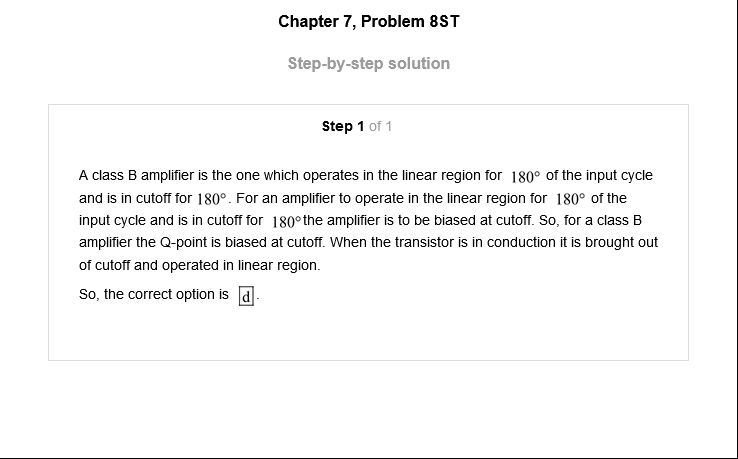 Chapter 7, Problem 8ST
Step-by-step solution
Step 1 of 1
A class B amplifier is the one which operates in the linear region for 180° of the input cycle
and is in cutoff for 180°. For an amplifier to operate in the linear region for 180° of the
input cycle and is in cutoff for 180°the amplifier is to be biased at cutoff. So, for a class B
amplifier the Q-point is biased at cutoff. When the transistor is in conduction it is brought out
of cutoff and operated in linear region.
So, the correct option is d.